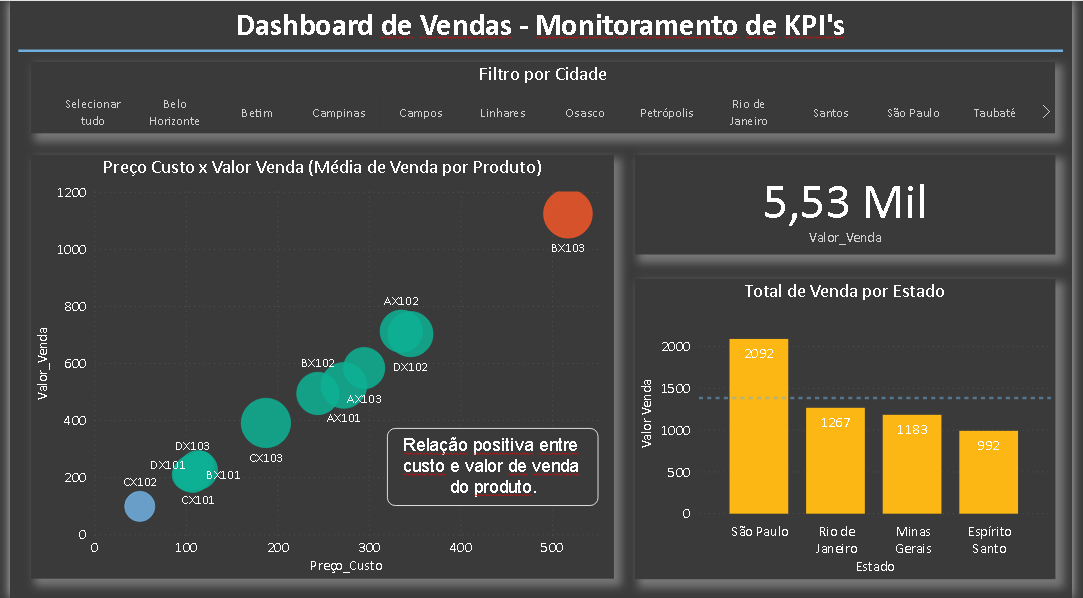 Dashboard de Vendas - Monitoramento de KPI's
Filtro por Cidade
Selecionar
tudo
Belo
Horizonte
Betim
Campinas
Campos
Linhares
Osasco
Petrópolis
Rio de
Janeiro
Santos
São Paulo
Taubaté
Preço Custo x Valor Venda (Média de Venda por Produto)
1200
1000
800
600
400
200
0
Valor_Venda
BX103
AX102
DX102
BX102
AX103
AX101
CX103
DX103
DX101
BX101
CX102
CX101
Relação positiva entre
custo e valor de venda
do produto.
0
100
200
300
400
500
Preço_Custo
5,53 Mil
Valor_Venda
Total de Venda por Estado
2000
1500
1000
500
0
Valor Venda
2092
1267
1183
992
São Paulo
Rio de
Janeiro
Minas
Gerais
Espírito
Santo
Estado